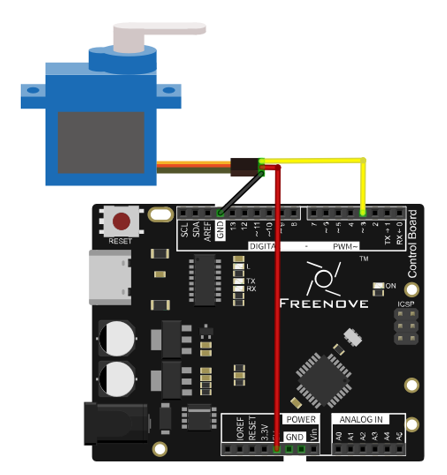 RESET
SCL
SDA
AREF
GND
13
12
~11
~10
~9
8
7
~6
~5
4
~3
2
TX→1
RX←0
DIGITAL - PWM~
Control Board
L
TX
RX
TM
FREENOVE
ON
ICSP
POWER
ANALOG IN
IOREF
RESET
3.3V
GND
Vin
A0
A1
A2
A3
A4
A5